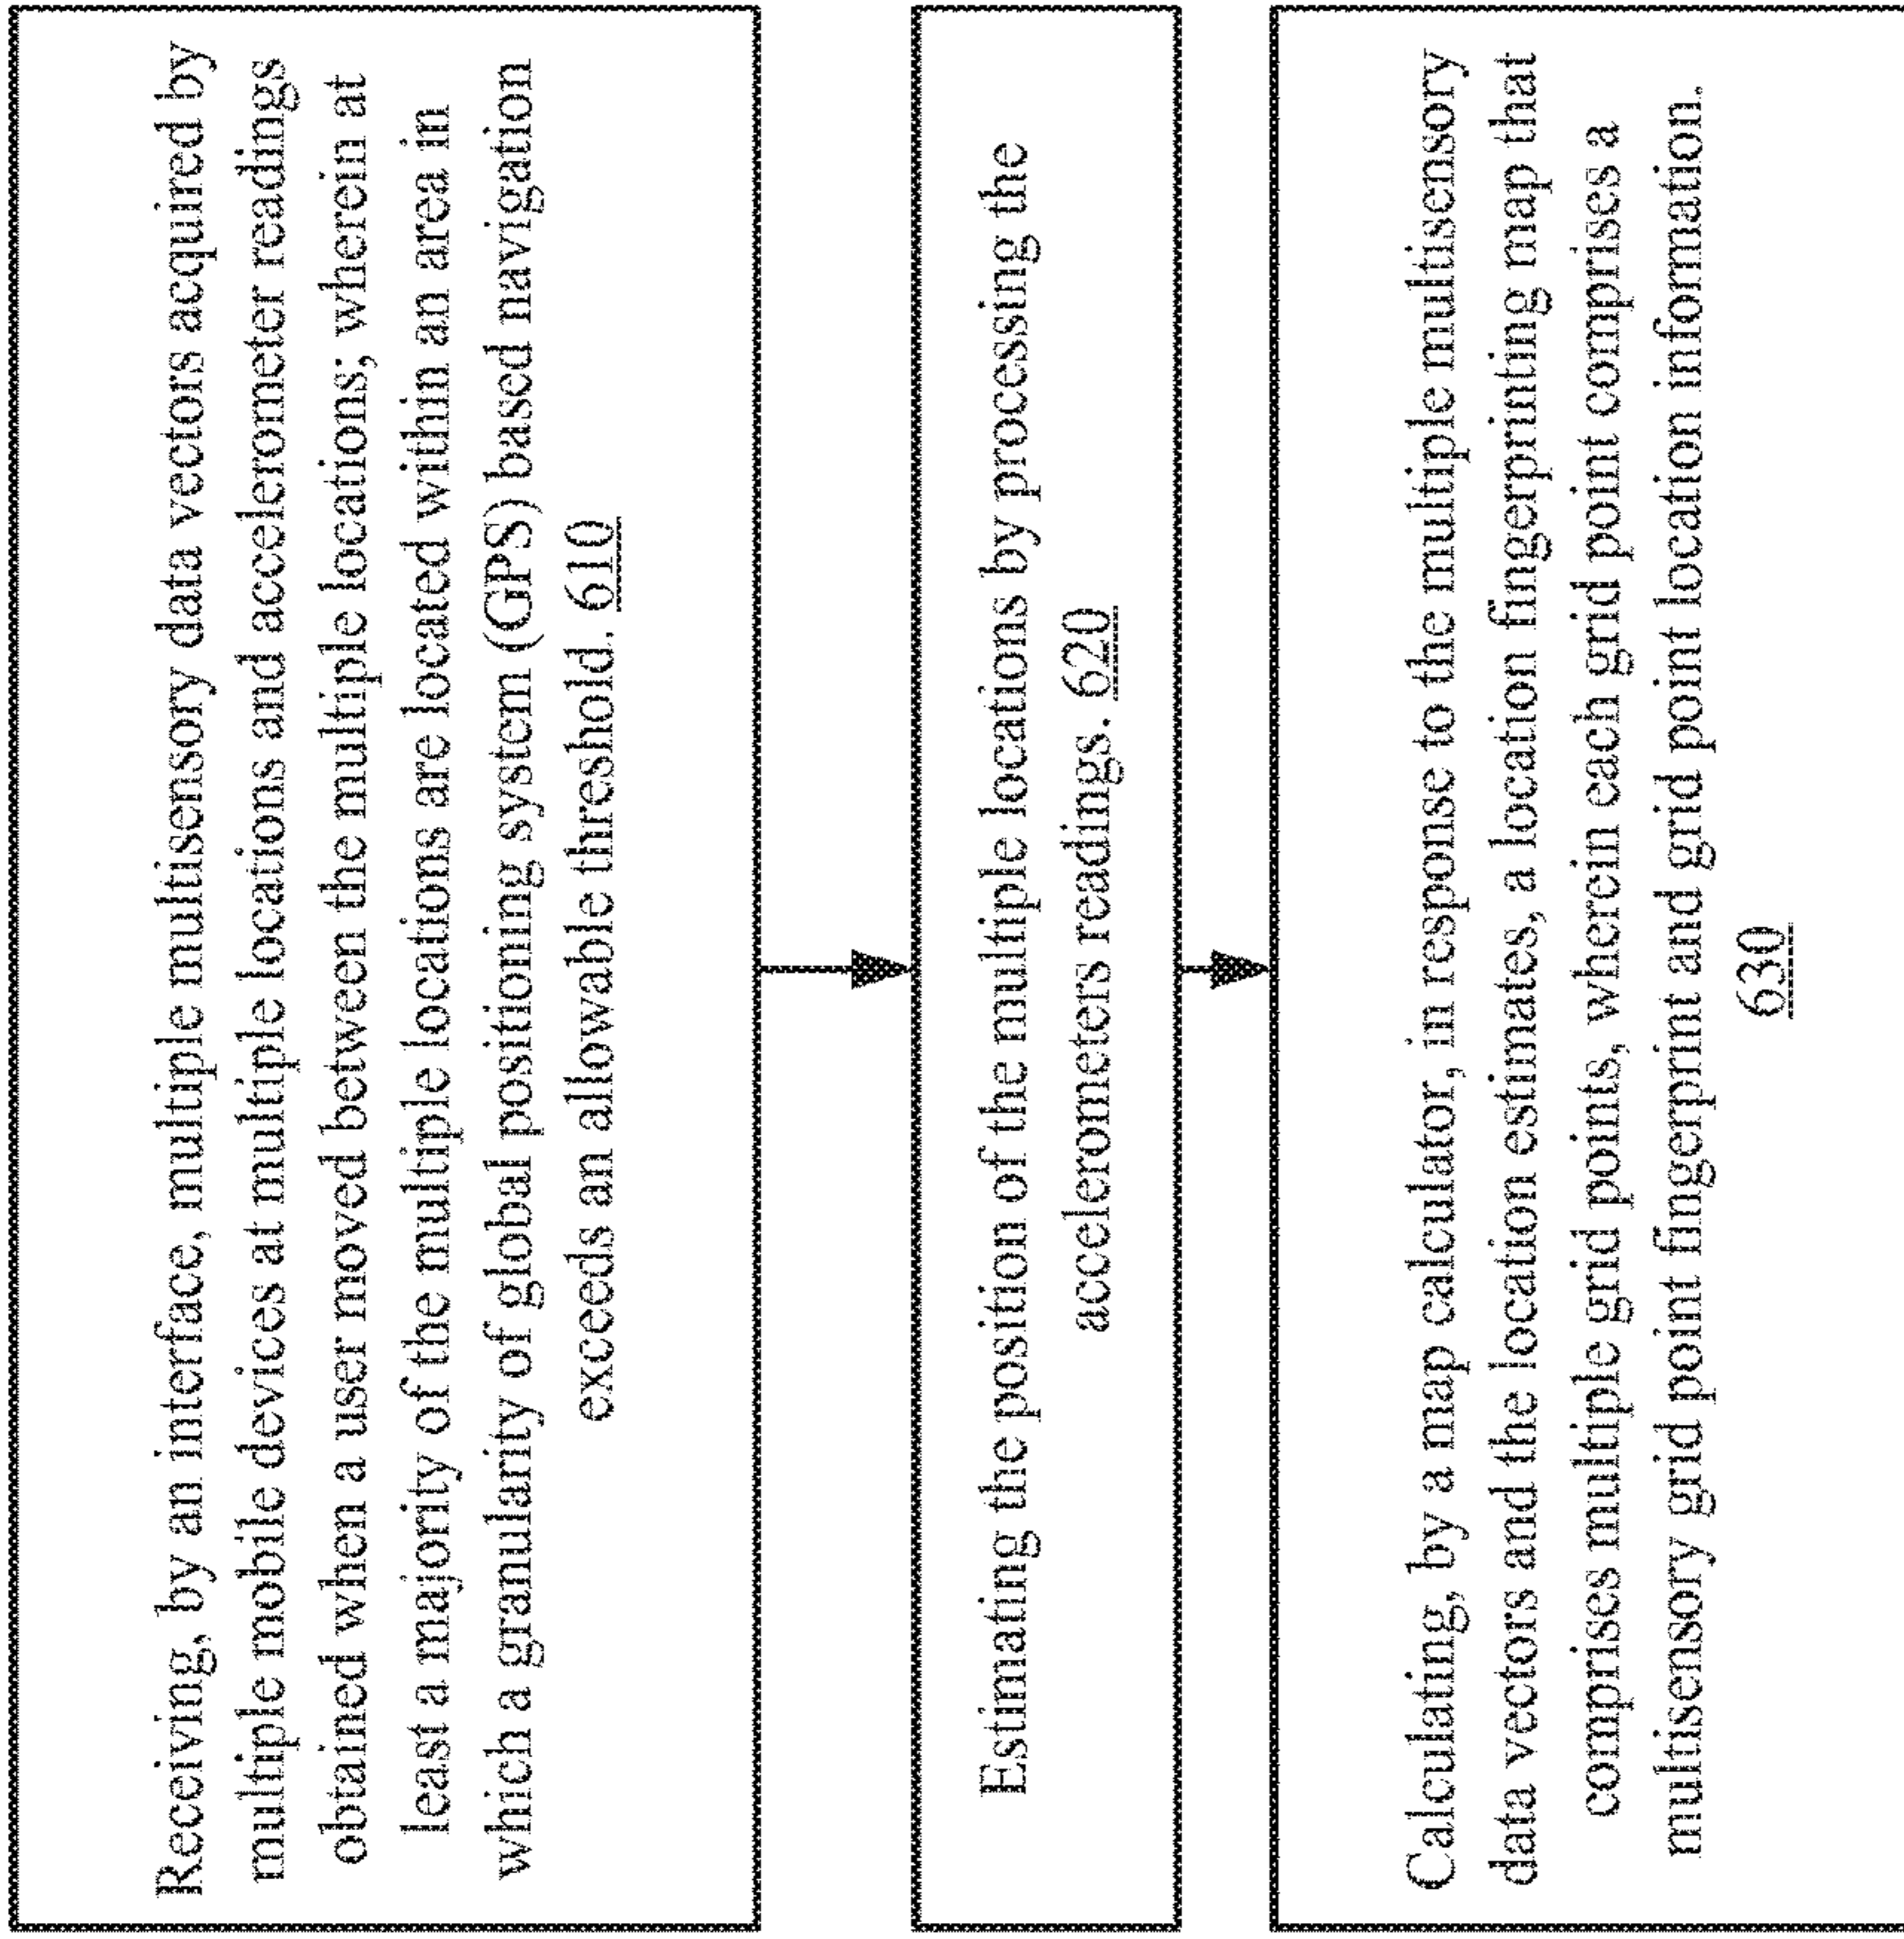 Receiving, by an interface, multiple multisensory data vectors acquired by
multiple mobile devices at multiple locations and accelerometer readings
obtained when a user moved between the multiple locations; wherein at
least a majority of the multiple locations are located within an area in
which a granularity of global positioning system (GPS) based navigation
exceeds an allowable threshold. 610
Estimating the position of the multiple locations by processing the
accelerometers readings. 620
Calculating, by a map calculator, in response to the multiple multisensory
data vectors and the location estimates, a location fingerprinting map that
comprises multiple grid points, wherein each grid point comprises a
multisensory grid point fingerprint and grid point location information.
630